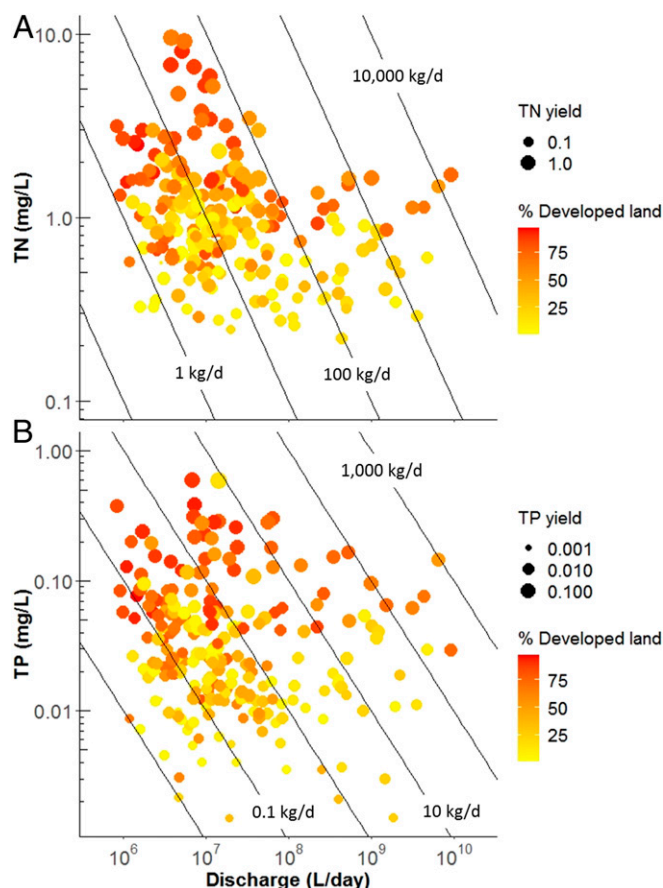 A
10.0
1.0
0.1
TN (mg/L)
10,000 kg/d
1 kg/d
100 kg/d
TN yield
0.1
1.0
% Developed land
75
50
25
B
1.00
0.10
0.01
TP (mg/L)
1,000 kg/d
0.1 kg/d
10 kg/d
TP yield
0.001
0.010
0.100
% Developed land
75
50
25
10⁶ 10⁷ 10⁸ 10⁹ 10¹⁰
Discharge (L/day)